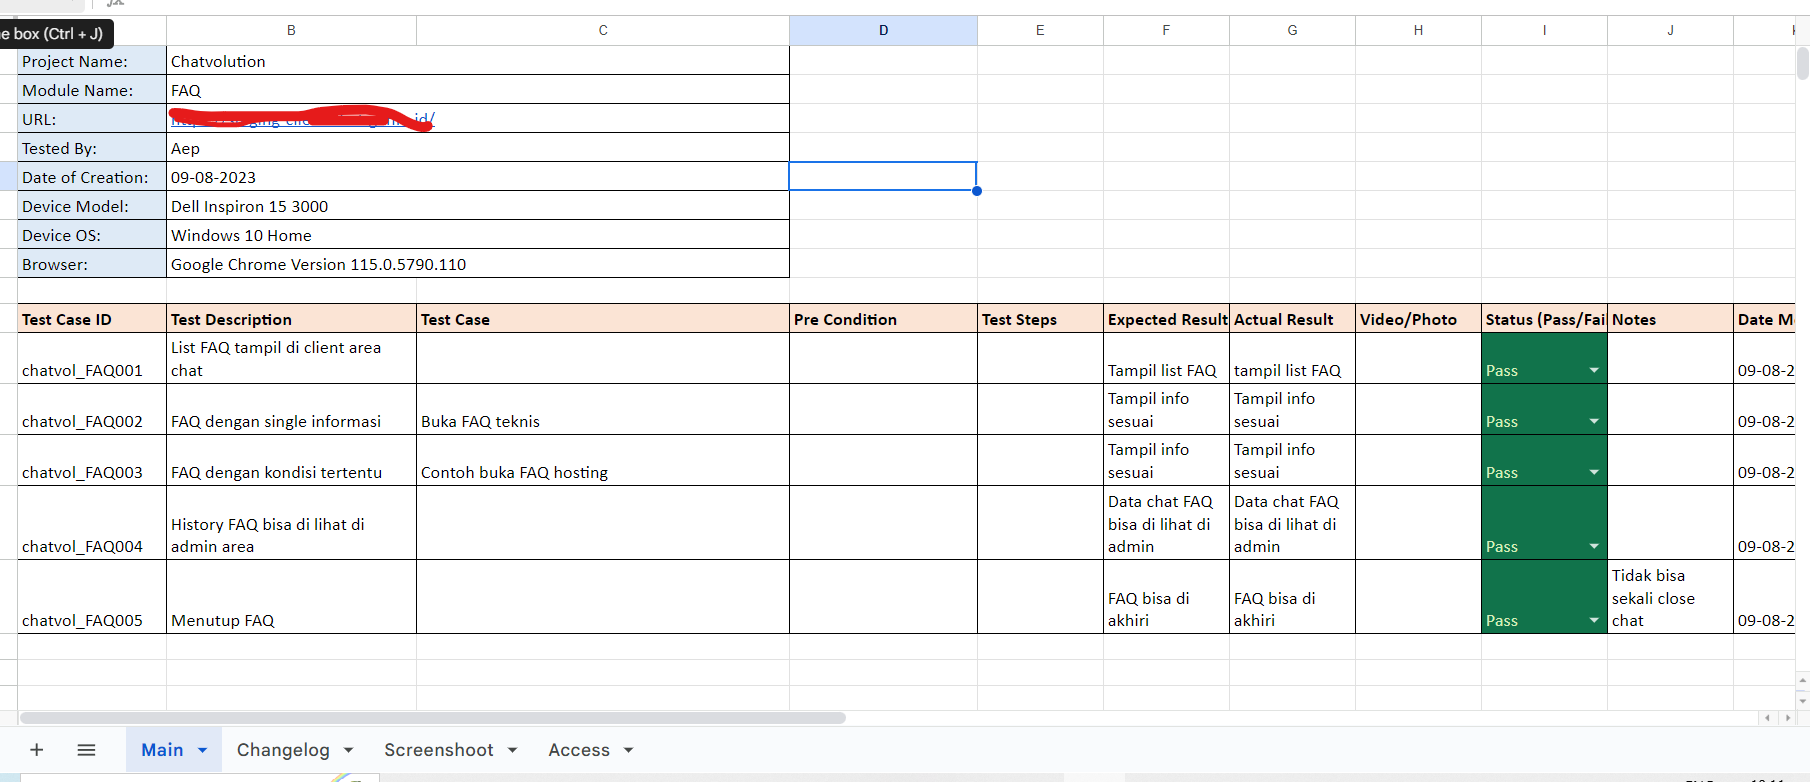 e box (Ctrl + J)
B C D E F G H I J
Project Name: Chatvolution
Module Name: FAQ
URL: id/
Tested By: Aep
Date of Creation: 09-08-2023
Device Model: Dell Inspiron 15 3000
Device OS: Windows 10 Home
Browser: Google Chrome Version 115.0.5790.110
Test Case ID Test Description Test Case Pre Condition Test Steps Expected Result Actual Result Video/Photo Status (Pass/Fai Notes Date M
List FAQ tampil di client area
chatvol_FAQ001 chat Tampil list FAQ tampil list FAQ Pass 09-08-2
Tampil info Tampil info
chatvol_FAQ002 FAQ dengan single informasi Buka FAQ teknis sesuai sesuai Pass 09-08-2
Tampil info Tampil info
chatvol_FAQ003 FAQ dengan kondisi tertentu Contoh buka FAQ hosting sesuai sesuai Pass 09-08-2
Data chat FAQ Data chat FAQ
History FAQ bisa di lihat di bisa di lihat di bisa di lihat di
chatvol_FAQ004 admin area admin admin Pass 09-08-2
Tidak bisa
FAQ bisa di FAQ bisa di sekali close
chatvol_FAQ005 Menutup FAQ akhiri akhiri Pass chat 09-08-2
Main Changelog Screenshoot Access